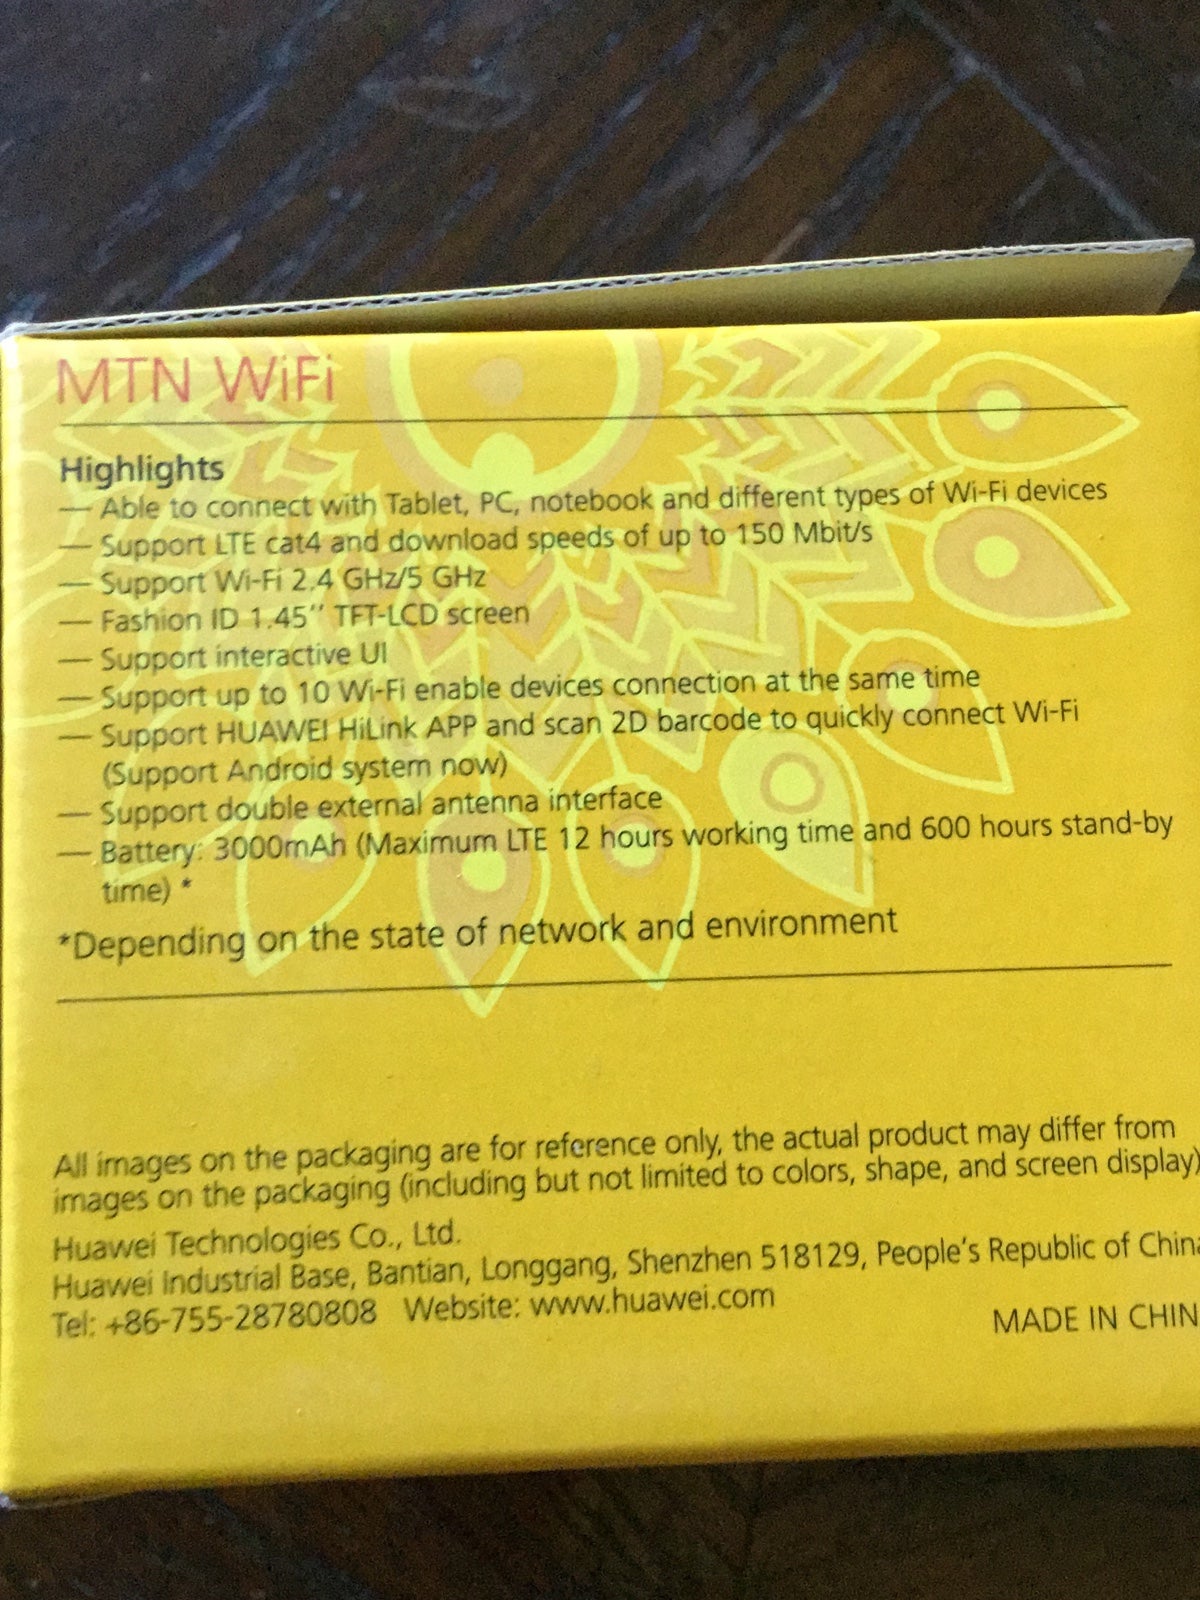 MTN WiFi
Highlights
— Able to connect with Tablet, PC, notebook and different types of Wi-Fi devices
— Support LTE cat4 and download speeds of up to 150 Mbit/s
— Support Wi-Fi 2.4 GHz/5 GHz
— Fashion ID 1.45’’ TFT-LCD screen
— Support interactive UI
— Support up to 10 Wi-Fi enable devices connection at the same time
— Support HUAWEI HiLink APP and scan 2D barcode to quickly connect Wi-Fi
(Support Android system now)
— Support double external antenna interface
— Battery: 3000mAh (Maximum LTE 12 hours working time and 600 hours stand-by
time) *
*Depending on the state of network and environment
All images on the packaging are for reference only, the actual product may differ from
images on the packaging (including but not limited to colors, shape, and screen display)
Huawei Technologies Co., Ltd.
Huawei Industrial Base, Bantian, Longgang, Shenzhen 518129, People’s Republic of China
Tel: +86-755-28780808 Website: www.huawei.com
MADE IN CHIN